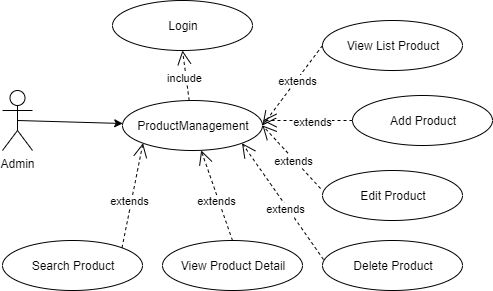 Login
View List Product
include
extends
ProductManagement
extends
Add Product
Admin
extends
Edit Product
extends
extends
extends
Search Product
View Product Detail
Delete Product